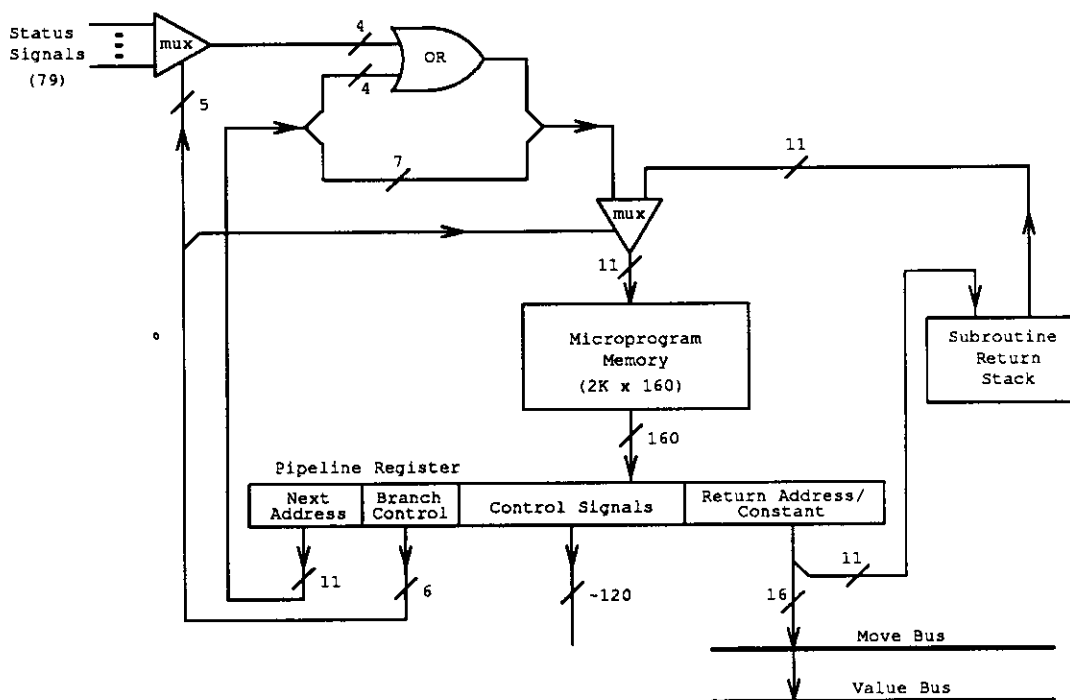 Status
Signals
(79)
mux
4
OR
4
5
7
11
mux
11
Microprogram
Memory
(2K x 160)
Subroutine
Return
Stack
160
Pipeline Register
Next
Address
Branch
Control
Control Signals
Return Address/
Constant
11
6
~120
11
16
Move Bus
Value Bus